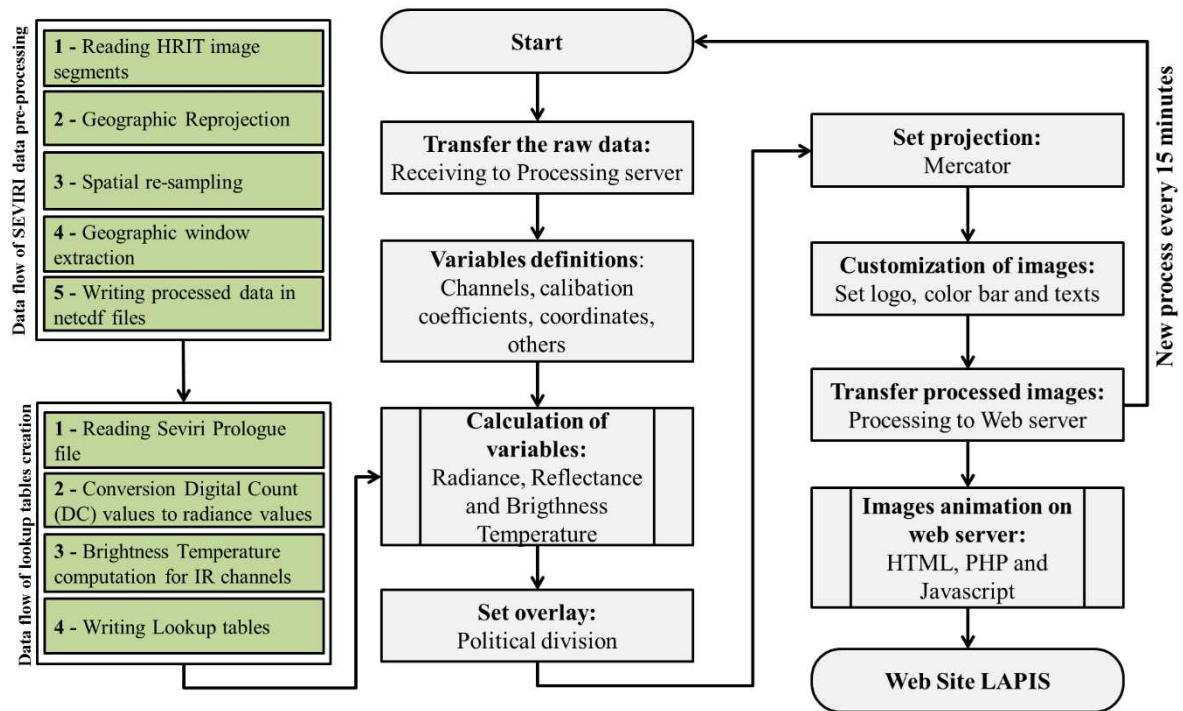 Data flow of SEVIRI data pre-processing
1 - Reading HRIT image
segments
2 - Geographic Reprojection
3 - Spatial re-sampling
4 - Geographic window
extraction
5 - Writing processed data in
netcdf files
Data flow of lookup tables creation
1 - Reading Seviri Prologue
file
2 - Conversion Digital Count
(DC) values to radiance values
3 - Brightness Temperature
computation for IR channels
4 - Writing Lookup tables
Start
Transfer the raw data:
Receiving to Processing server
Variables definitions:
Channels, calibation
coefficients, coordinates,
others
Calculation of
variables:
Radiance, Reflectance
and Brigthness
Temperature
Set overlay:
Political division
Set projection:
Mercator
Customization of images:
Set logo, color bar and texts
Transfer processed images:
Processing to Web server
Images animation on
web server:
HTML, PHP and
Javascript
Web Site LAPIS
New process every 15 minutes